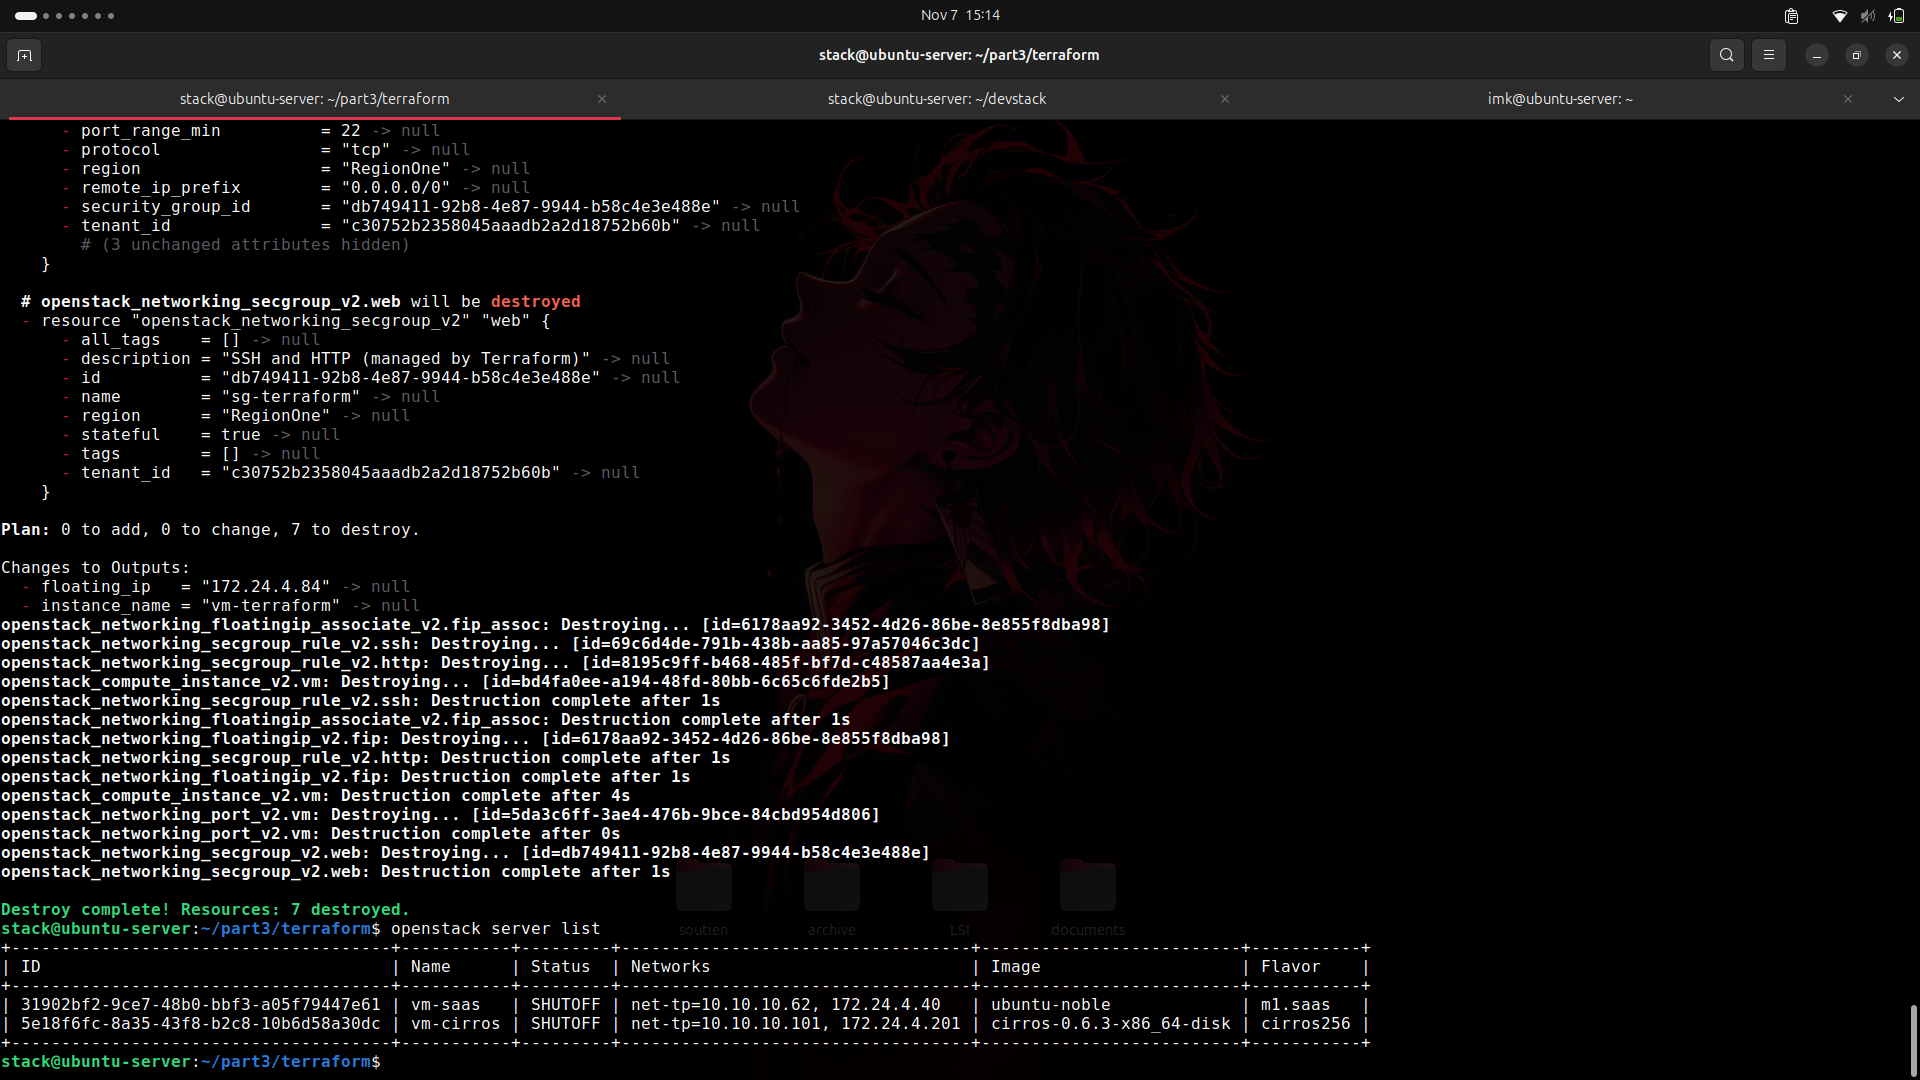 Nov 7 15:14
stack@ubuntu-server: ~/part3/terraform
stack@ubuntu-server: ~/part3/terraform
stack@ubuntu-server: ~/devstack
imk@ubuntu-server: ~
      - port_range_min          = 22 -> null
      - protocol                = "tcp" -> null
      - region                  = "RegionOne" -> null
      - remote_ip_prefix        = "0.0.0.0/0" -> null
      - security_group_id       = "db749411-92b8-4e87-9944-b58c4e3e488e" -> null
      - tenant_id               = "c30752b2358045aaadb2a2d18752b60b" -> null
        # (3 unchanged attributes hidden)
    }
  # openstack_networking_secgroup_v2.web will be destroyed
  - resource "openstack_networking_secgroup_v2" "web" {
      - all_tags    = [] -> null
      - description = "SSH and HTTP (managed by Terraform)" -> null
      - id          = "db749411-92b8-4e87-9944-b58c4e3e488e" -> null
      - name        = "sg-terraform" -> null
      - region      = "RegionOne" -> null
      - stateful    = true -> null
      - tags        = [] -> null
      - tenant_id   = "c30752b2358045aaadb2a2d18752b60b" -> null
    }
Plan: 0 to add, 0 to change, 7 to destroy.
Changes to Outputs:
  - floating_ip   = "172.24.4.84" -> null
  - instance_name = "vm-terraform" -> null
openstack_networking_floatingip_associate_v2.fip_assoc: Destroying... [id=6178aa92-3452-4d26-86be-8e855f8dba98]
openstack_networking_secgroup_rule_v2.ssh: Destroying... [id=69c6d4de-791b-438b-aa85-97a57046c3dc]
openstack_networking_secgroup_rule_v2.http: Destroying... [id=8195c9ff-b468-485f-bf7d-c48587aa4e3a]
openstack_compute_instance_v2.vm: Destroying... [id=bd4fa0ee-a194-48fd-80bb-6c65c6fde2b5]
openstack_networking_secgroup_rule_v2.ssh: Destruction complete after 1s
openstack_networking_floatingip_associate_v2.fip_assoc: Destruction complete after 1s
openstack_networking_floatingip_v2.fip: Destroying... [id=6178aa92-3452-4d26-86be-8e855f8dba98]
openstack_networking_secgroup_rule_v2.http: Destruction complete after 1s
openstack_networking_floatingip_v2.fip: Destruction complete after 1s
openstack_compute_instance_v2.vm: Destruction complete after 4s
openstack_networking_port_v2.vm: Destroying... [id=5da3c6ff-3ae4-476b-9bce-84cbd954d806]
openstack_networking_port_v2.vm: Destruction complete after 0s
openstack_networking_secgroup_v2.web: Destroying... [id=db749411-92b8-4e87-9944-b58c4e3e488e]
openstack_networking_secgroup_v2.web: Destruction complete after 1s
Destroy complete! Resources: 7 destroyed.
stack@ubuntu-server:~/part3/terraform$ openstack server list
soutien archive LSI documents
+--------------------------------------+-----------+---------+-----------------------------------+--------------------------+-----------+
| ID                                   | Name      | Status  | Networks                          | Image                    | Flavor    |
+--------------------------------------+-----------+---------+-----------------------------------+--------------------------+-----------+
| 31902bf2-9ce7-48b0-bbf3-a05f79447e61 | vm-saas   | SHUTOFF | net-tp=10.10.10.62, 172.24.4.40   | ubuntu-noble             | m1.saas   |
| 5e18f6fc-8a35-43f8-b2c8-10b6d58a30dc | vm-cirros | SHUTOFF | net-tp=10.10.10.101, 172.24.4.201 | cirros-0.6.3-x86_64-disk | cirros256 |
+--------------------------------------+-----------+---------+-----------------------------------+--------------------------+-----------+
stack@ubuntu-server:~/part3/terraform$